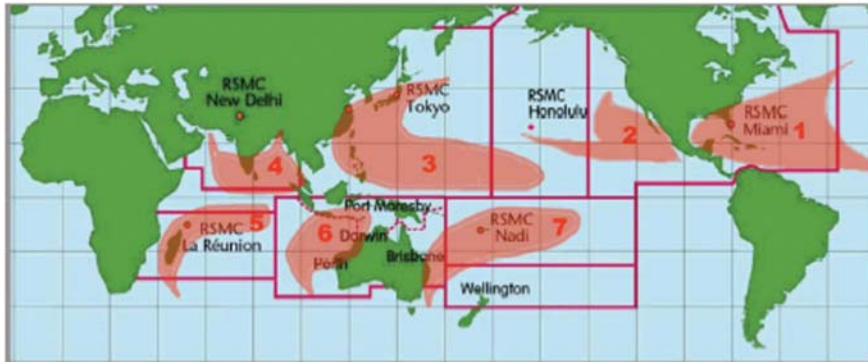 RSMC
New Delhi
RSMC
Tokyo
RSMC
Honolulu
RSMC
Miami
1
2
3
4
5
RSMC
La Réunion
6
Port Moresby
Darwin
Perth
Brisbane
RSMC
Nadi
7
Wellington